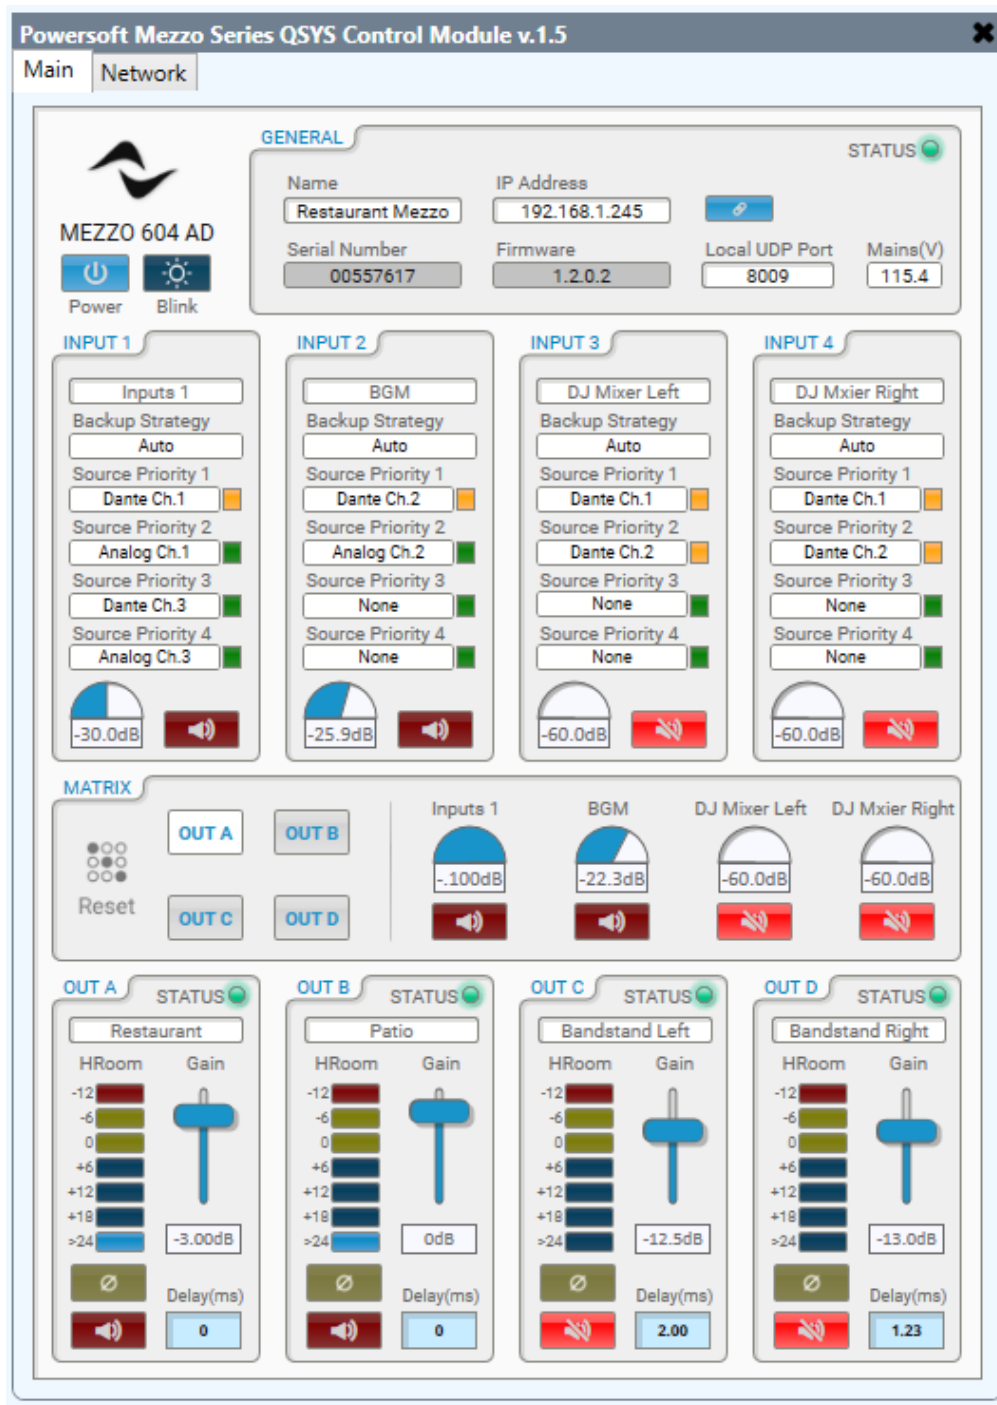 Powersoft Mezzo Series QSYS Control Module v.1.5
Main Network
GENERAL
STATUS
Name IP Address
Restaurant Mezzo 192.168.1.245
MEZZO 604 AD
Serial Number Firmware Local UDP Port Mains(V)
00557617 1.2.0.2 8009 115.4
Power Blink
INPUT 1 INPUT 2 INPUT 3 INPUT 4
Inputs 1 BGM DJ Mixer Left DJ Mxier Right
Backup Strategy Backup Strategy Backup Strategy Backup Strategy
Auto Auto Auto Auto
Source Priority 1 Source Priority 1 Source Priority 1 Source Priority 1
Dante Ch.1 Dante Ch.2 Dante Ch.1 Dante Ch.1
Source Priority 2 Source Priority 2 Source Priority 2 Source Priority 2
Analog Ch.1 Analog Ch.2 Dante Ch.2 Dante Ch.2
Source Priority 3 Source Priority 3 Source Priority 3 Source Priority 3
Dante Ch.3 None None None
Source Priority 4 Source Priority 4 Source Priority 4 Source Priority 4
Analog Ch.3 None None None
-30.0dB -25.9dB -60.0dB -60.0dB
MATRIX
Inputs 1 BGM DJ Mixer Left DJ Mxier Right
OUT A OUT B
-.100dB -22.3dB -60.0dB -60.0dB
Reset
OUT C OUT D
OUT A STATUS OUT B STATUS OUT C STATUS OUT D STATUS
Restaurant Patio Bandstand Left Bandstand Right
HRoom Gain HRoom Gain HRoom Gain HRoom Gain
-12 -12 -12 -12
-6 -6 -6 -6
0 0 0 0
+6 +6 +6 +6
+12 +12 +12 +12
+18 +18 +18 +18
>24 -3.00dB >24 0dB >24 -12.5dB >24 -13.0dB
Ø Ø Ø Ø
Delay(ms) Delay(ms) Delay(ms) Delay(ms)
0 0 2.00 1.23